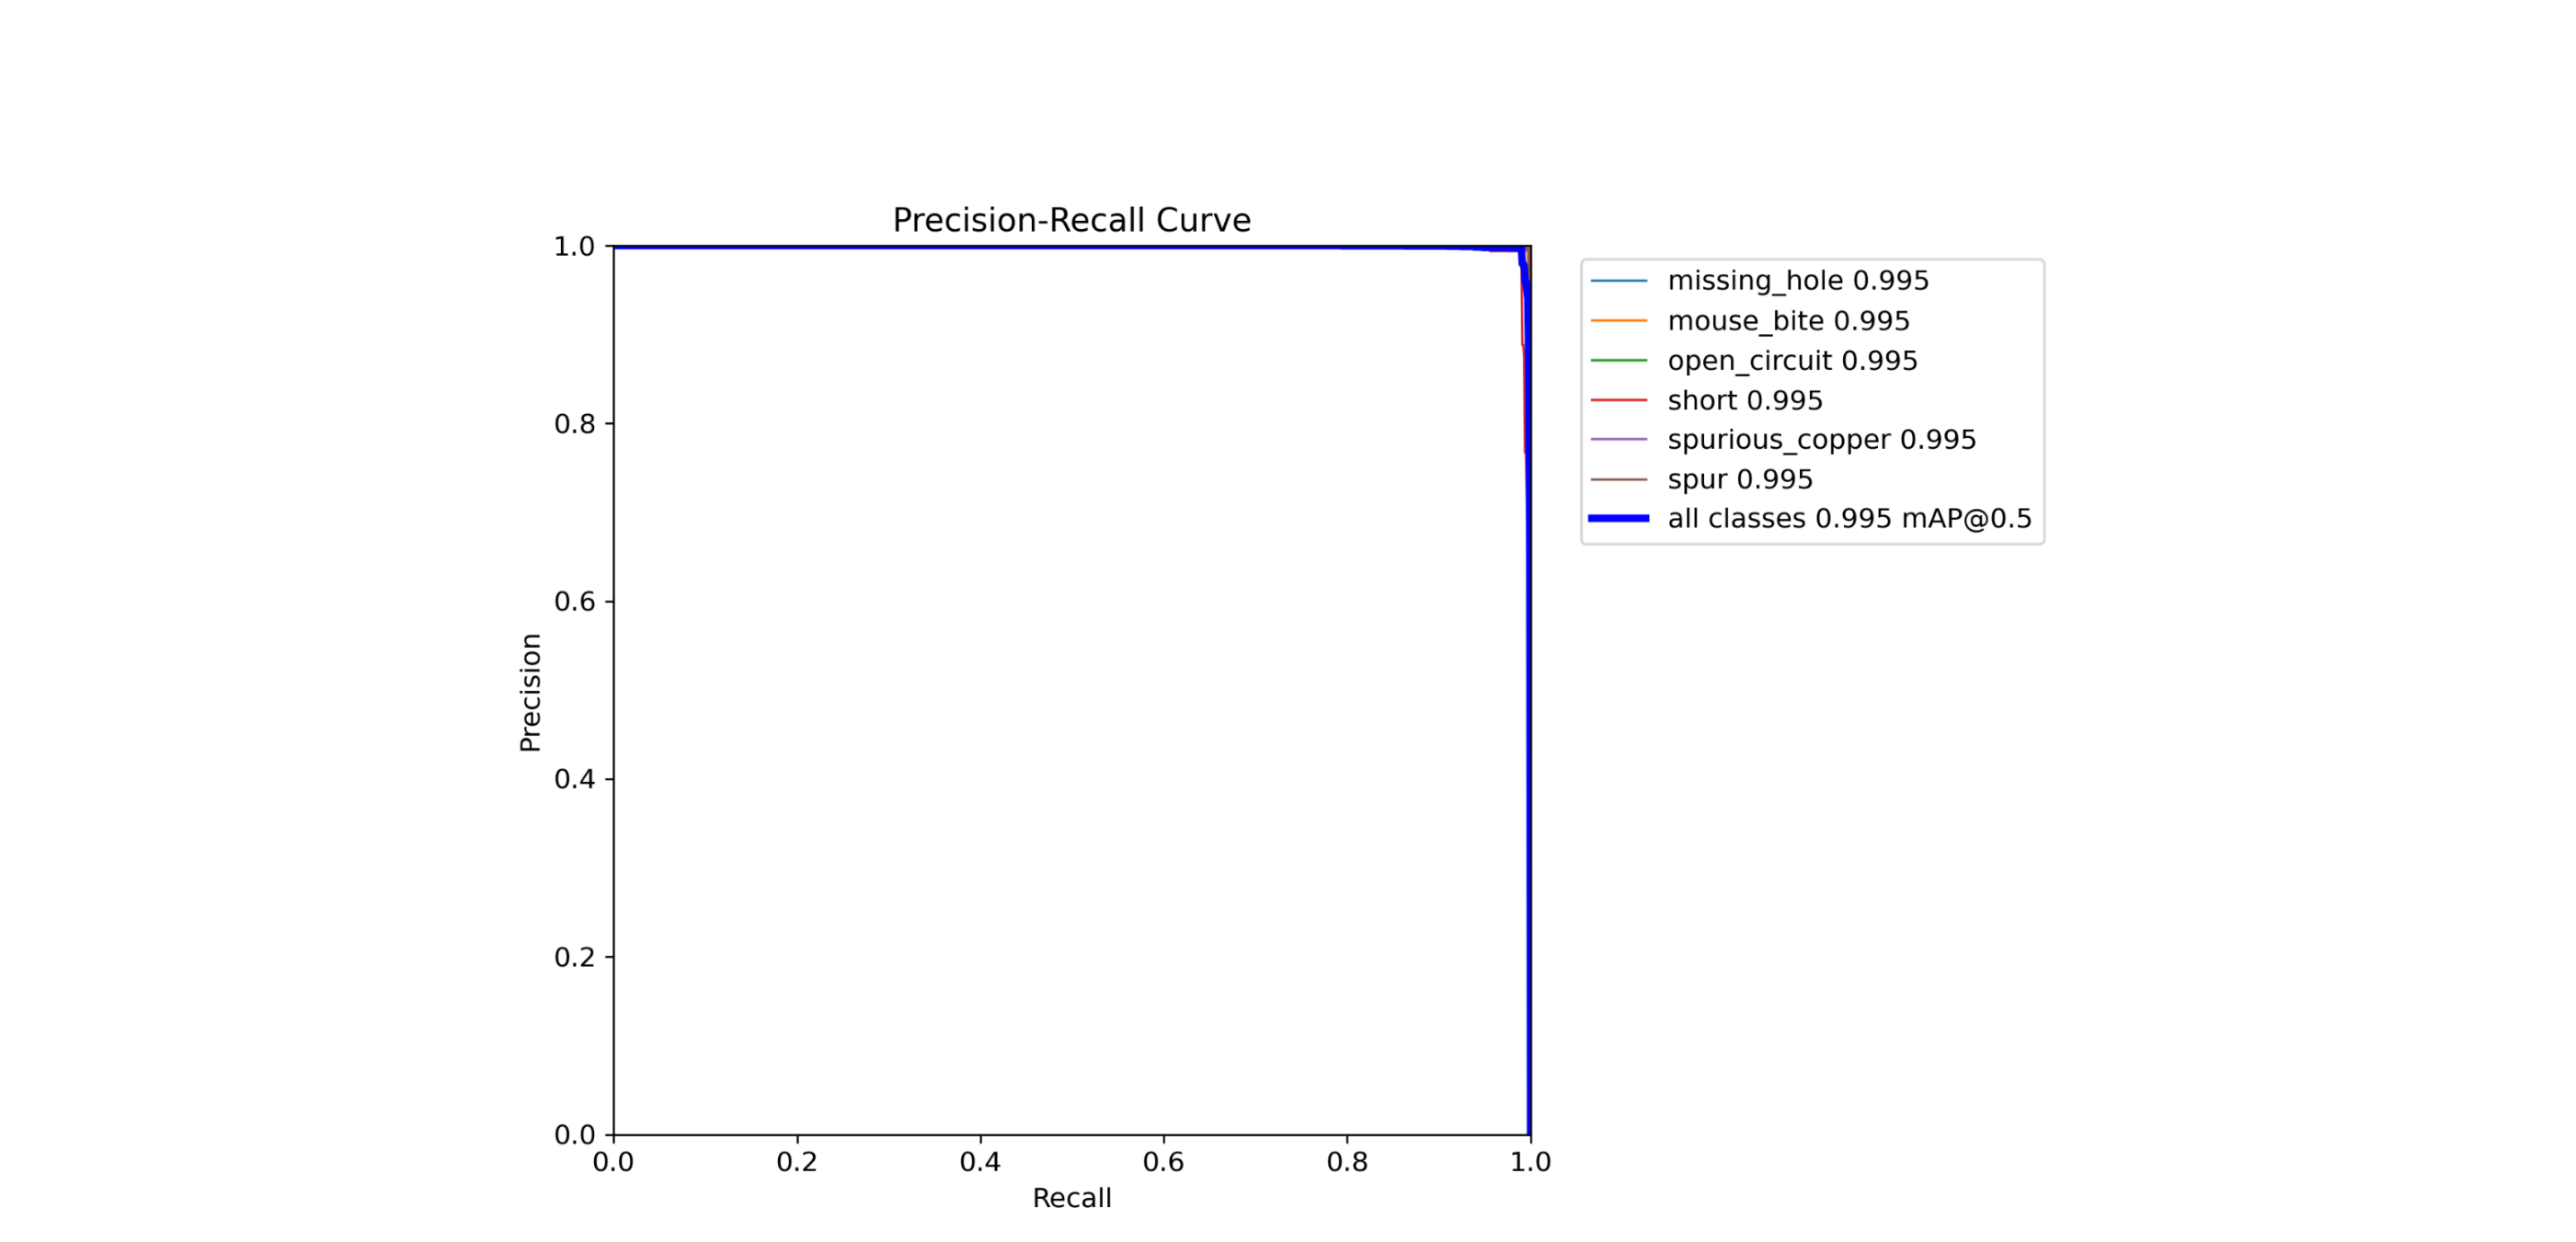 Precision-Recall Curve
1.0
0.8
0.6
0.4
0.2
0.0
Precision
0.0 0.2 0.4 0.6 0.8 1.0
Recall
missing_hole 0.995
mouse_bite 0.995
open_circuit 0.995
short 0.995
spurious_copper 0.995
spur 0.995
all classes 0.995 mAP@0.5